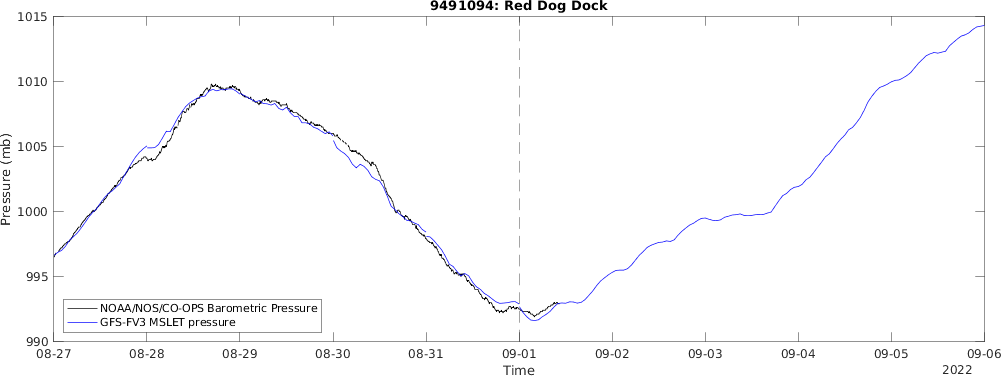 9491094: Red Dog Dock
1015
1010
1005
1000
995
990
Pressure (mb)
NOAA/NOS/CO-OPS Barometric Pressure
GFS-FV3 MSLET pressure
08-27 08-28 08-29 08-30 08-31 09-01 09-02 09-03 09-04 09-05 09-06
Time
2022